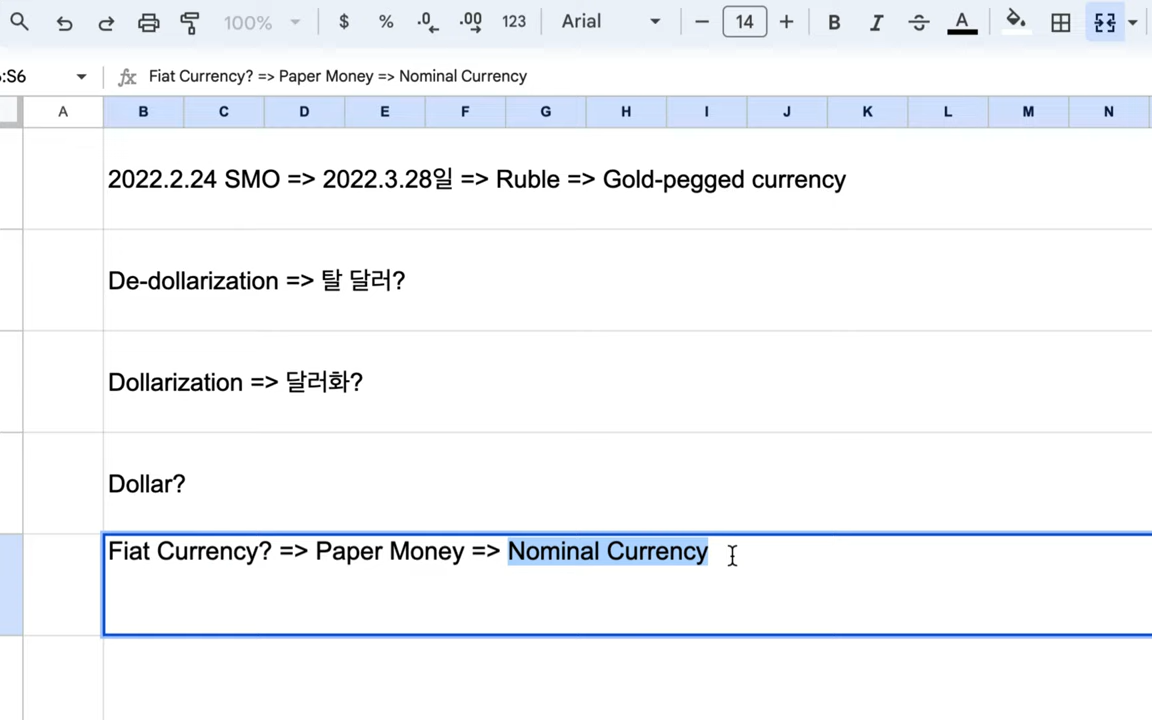 100%
$ % .0 .00 123 Arial 14 B I A
:S6 fx Fiat Currency? => Paper Money => Nominal Currency
A B C D E F G H I J K L M N
2022.2.24 SMO => 2022.3.28일 => Ruble => Gold-pegged currency
De-dollarization => 탈 달러?
Dollarization => 달러화?
Dollar?
Fiat Currency? => Paper Money => Nominal Currency